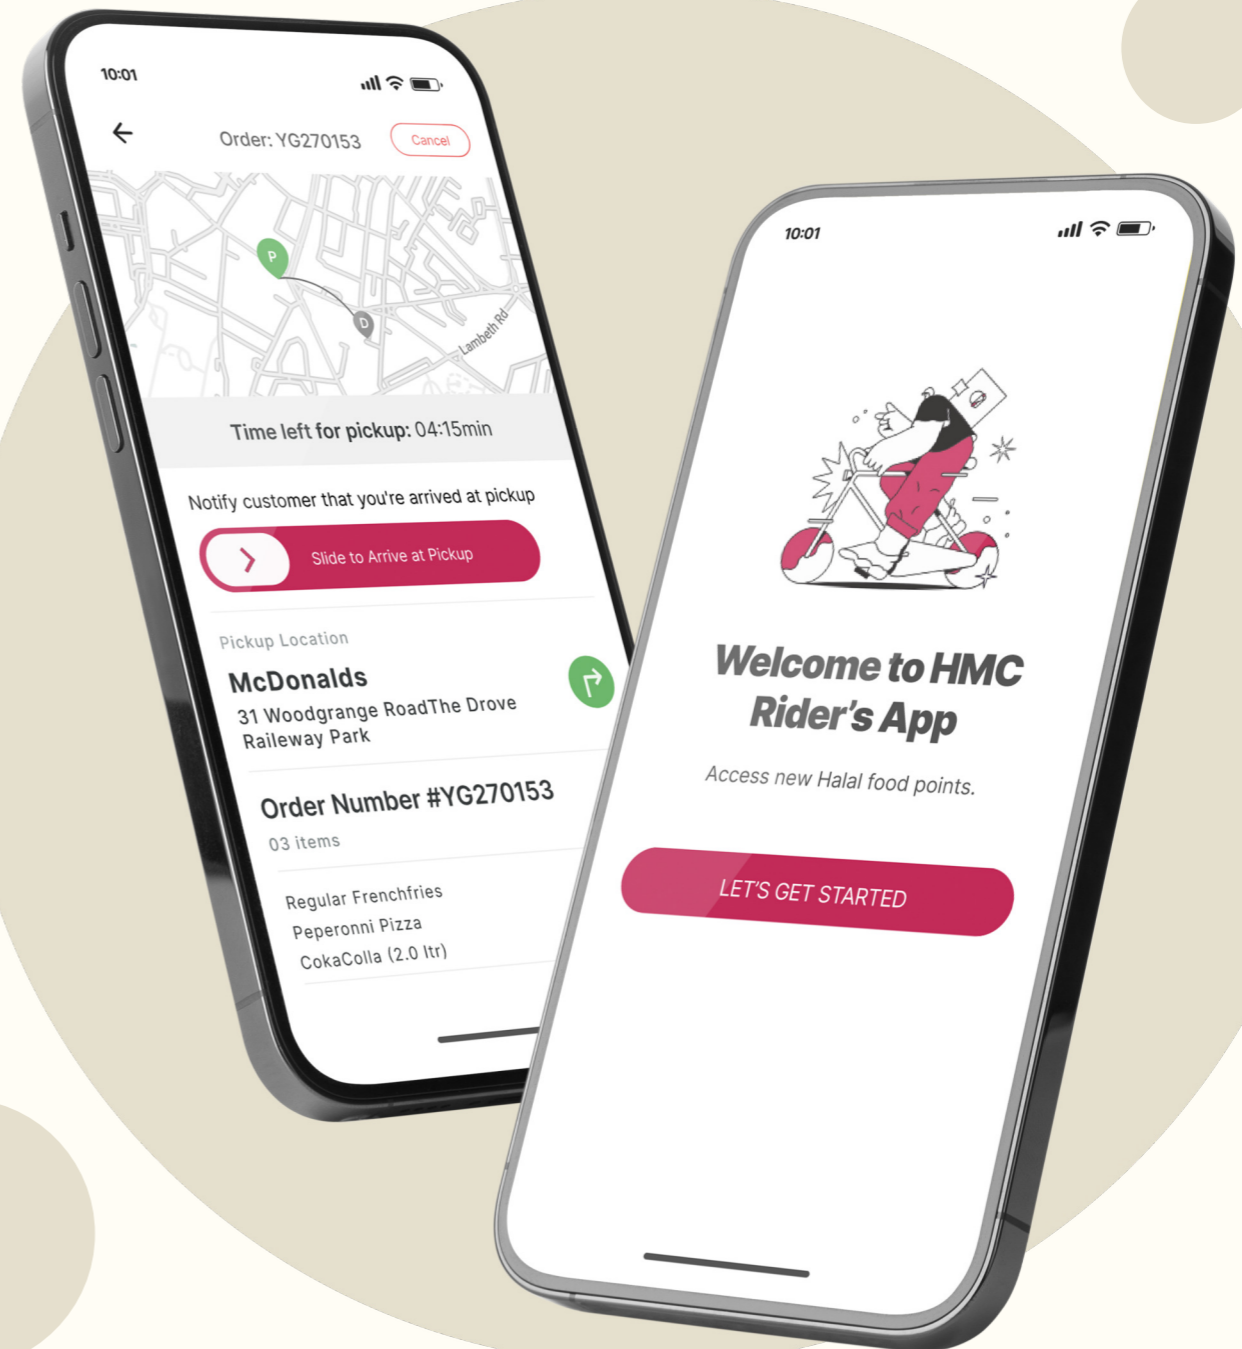 10:01
Order: YG270153
Cancel
P
D
Lambeth Rd
Time left for pickup: 04:15min
Notify customer that you're arrived at pickup
Slide to Arrive at Pickup
Pickup Location
McDonalds
31 Woodgrange RoadThe Drove
Raileway Park
Order Number #YG270153
03 items
Regular Frenchfries
Peperonni Pizza
CokaColla (2.0 ltr)
10:01
Welcome to HMC
Rider's App
Access new Halal food points.
LET'S GET STARTED